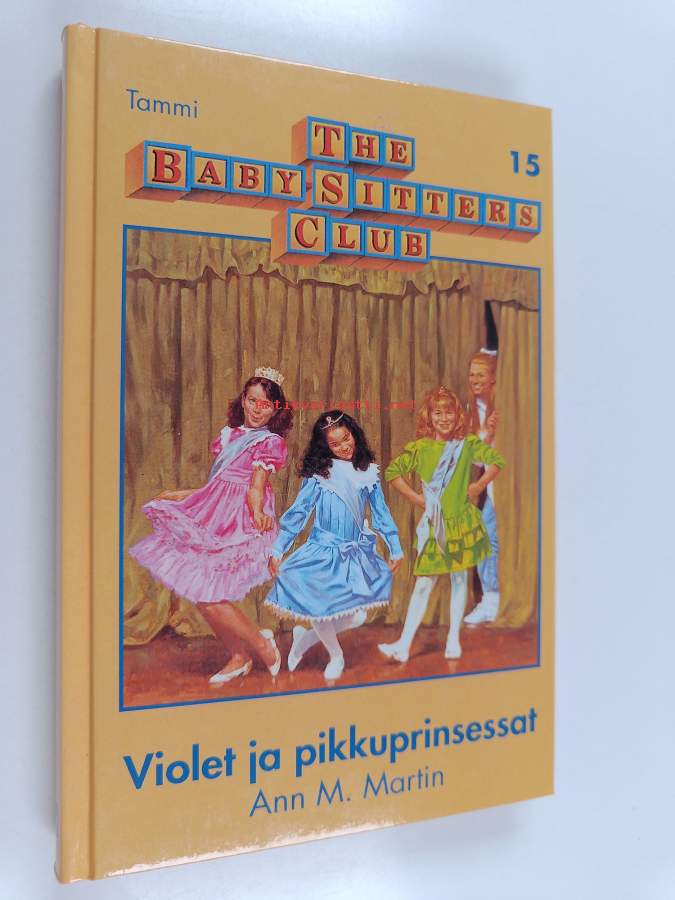 Tammi
THE
15
BABY-SITTERS
CLUB
Violet ja pikkuprinsessat
Ann M. Martin